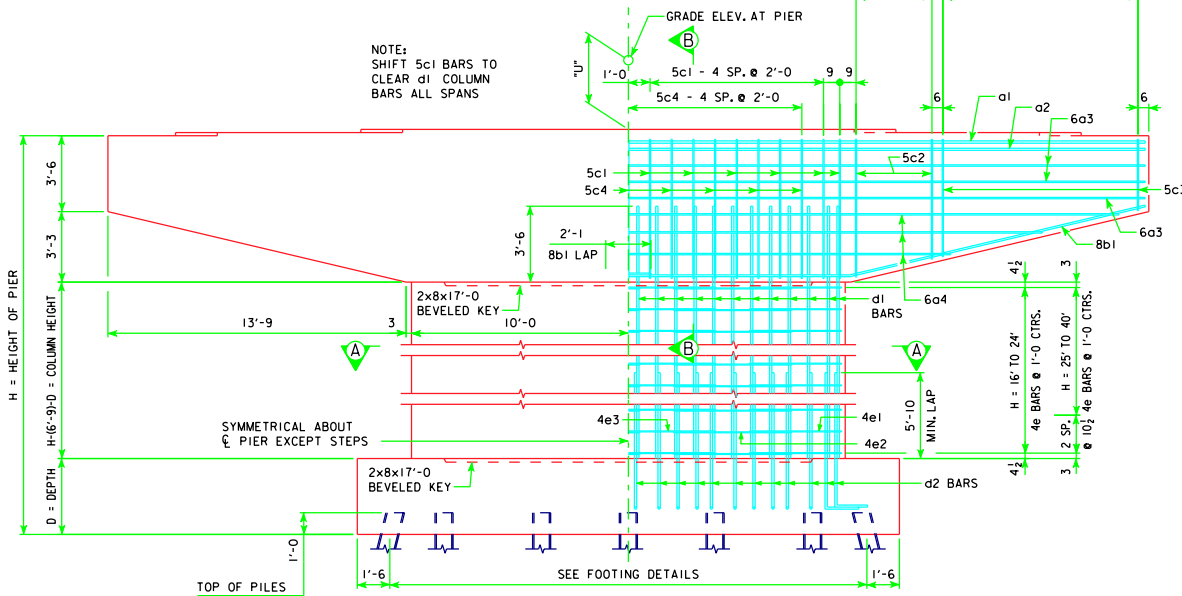 GRADE ELEV. AT PIER
B
NOTE:
SHIFT 5c1 BARS TO
CLEAR d1 COLUMN
BARS ALL SPANS
"U"
1'-0
5c1 - 4 SP. @ 2'-0
9
9
5c4 - 4 SP. @ 2'-0
6
6
a1
a2
6a3
3'-6
5c1
5c2
5c4
5c3
3'-3
3'-6
2'-1
8b1 LAP
6a3
8b1
6a4
4 1/2
3
2x8x17'-0
BEVELED KEY
d1
BARS
13'-9
3
10'-0
A
B
A
H = HEIGHT OF PIER
H-(6'-9)-D = COLUMN HEIGHT
H = 16' TO 24'
4e BARS @ 1'-0 CTRS.
H = 25' TO 40'
4e BARS @ 1'-0 CTRS.
2 SP.
@ 10 1/2
5'-10
MIN. LAP
SYMMETRICAL ABOUT
℄ PIER EXCEPT STEPS
4e3
4e1
4e2
4 1/2
3
D = DEPTH
2x8x17'-0
BEVELED KEY
d2 BARS
1'-0
TOP OF PILES
1'-6
SEE FOOTING DETAILS
1'-6